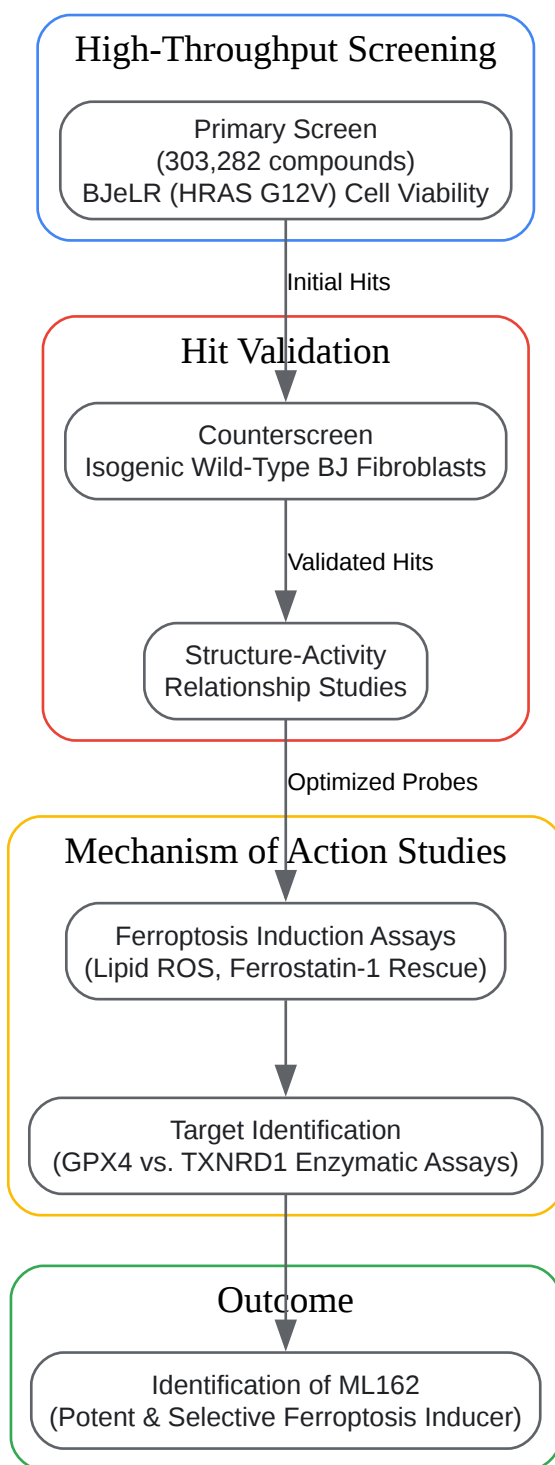 High-Throughput Screening
Primary Screen
(303,282 compounds)
BJeLR (HRAS G12V) Cell Viability
Initial Hits
Hit Validation
Counterscreen
Isogenic Wild-Type BJ Fibroblasts
Validated Hits
Structure-Activity
Relationship Studies
Optimized Probes
Mechanism of Action Studies
Ferroptosis Induction Assays
(Lipid ROS, Ferrostatin-1 Rescue)
Target Identification
(GPX4 vs. TXNRD1 Enzymatic Assays)
Outcome
Identification of ML162
(Potent & Selective Ferroptosis Inducer)